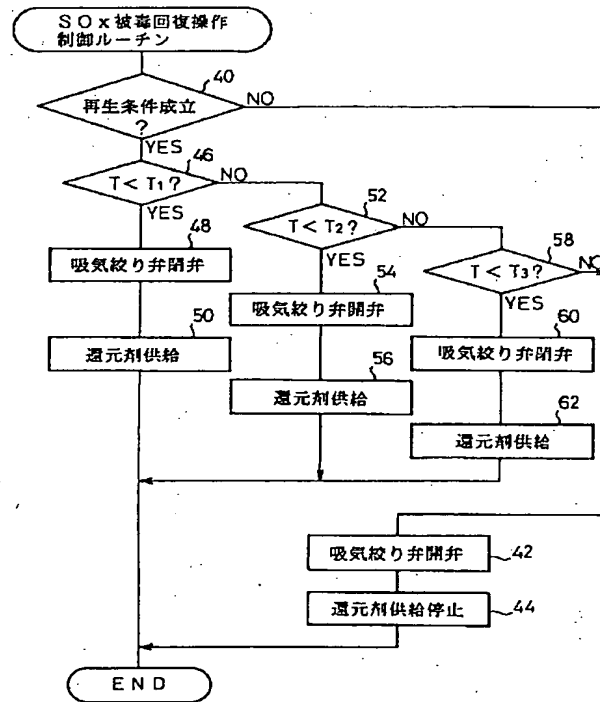 SOx被毒回復操作
制御ルーチン
40
再生条件成立
?
NO
YES
46
T<T1?
NO
YES
52
T<T2?
NO
YES
58
T<T3?
NO
YES
48
吸気絞り弁閉弁
54
吸気絞り弁開弁
60
吸気絞り弁閉弁
50
還元剤供給
56
還元剤供給
62
還元剤供給
吸気絞り弁開弁
42
還元剤供給停止
44
END